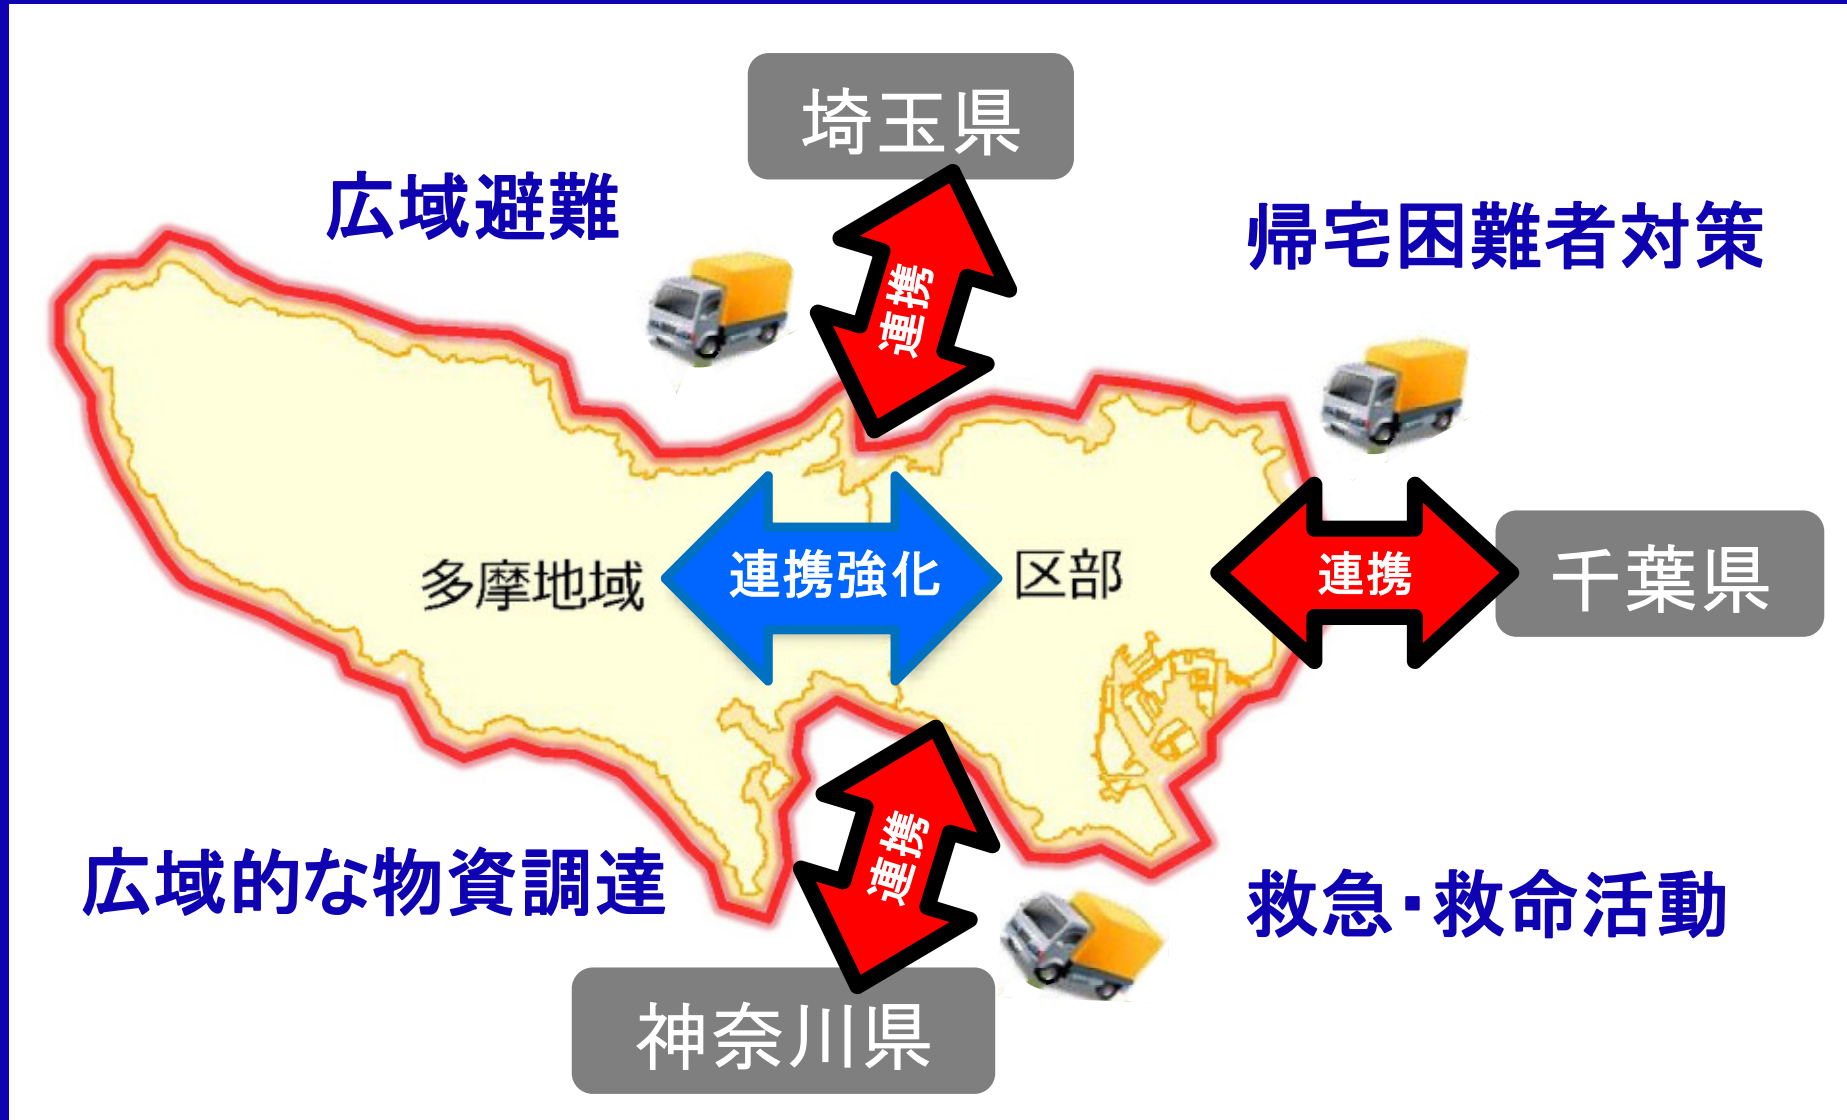 埼玉県
広域避難
帰宅困難者対策
連携
多摩地域
連携強化
区部
連携
千葉県
連携
広域的な物資調達
救急・救命活動
神奈川県